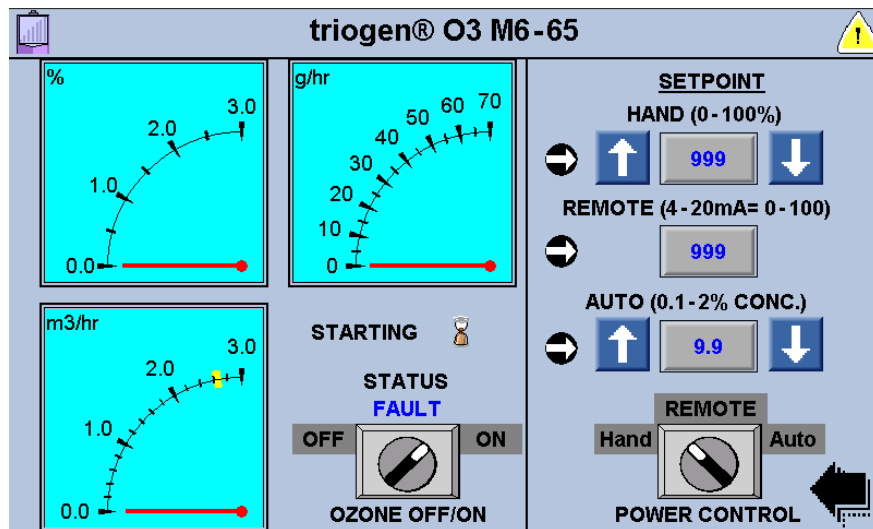 triogen® O3 M6-65
%
3.0
2.0
1.0
0.0
g/hr
70
60
50
40
30
20
10
0
m3/hr
3.0
2.0
1.0
0.0
STARTING
STATUS
FAULT
OFF
ON
OZONE OFF/ON
SETPOINT
HAND (0-100%)
999
REMOTE (4-20mA= 0-100)
999
AUTO (0.1-2% CONC.)
9.9
REMOTE
Hand
Auto
POWER CONTROL